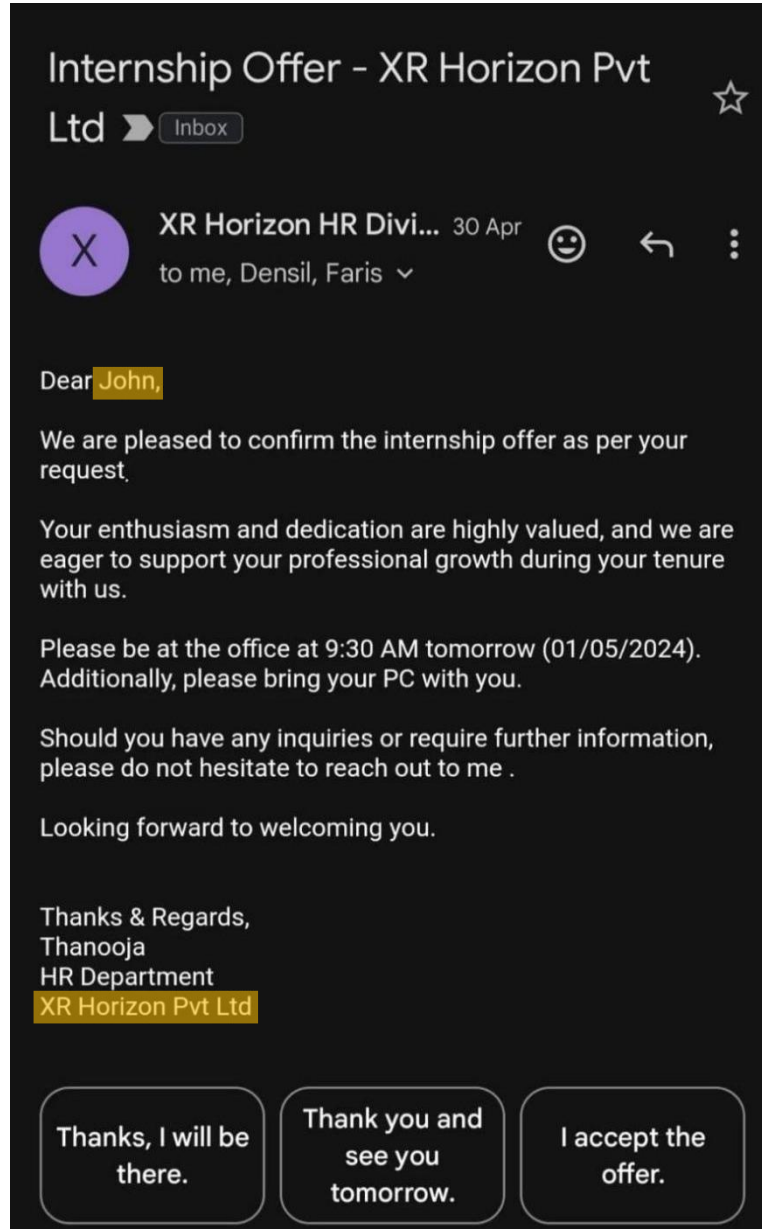 Internship Offer - XR Horizon Pvt
Ltd Inbox
X
XR Horizon HR Divi... 30 Apr
to me, Densil, Faris
Dear John,
We are pleased to confirm the internship offer as per your
request.
Your enthusiasm and dedication are highly valued, and we are
eager to support your professional growth during your tenure
with us.
Please be at the office at 9:30 AM tomorrow (01/05/2024).
Additionally, please bring your PC with you.
Should you have any inquiries or require further information,
please do not hesitate to reach out to me .
Looking forward to welcoming you.
Thanks & Regards,
Thanooja
HR Department
XR Horizon Pvt Ltd
Thanks, I will be
there.
Thank you and
see you
tomorrow.
I accept the
offer.